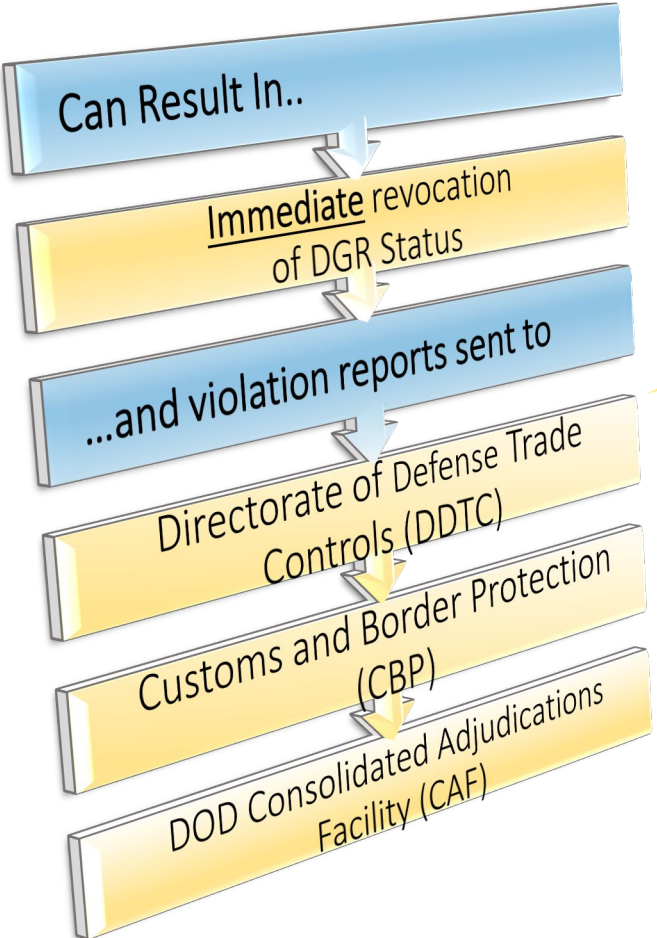 Can Result In..
Immediate revocation
of DGR Status
...and violation reports sent to
Directorate of Defense Trade
Controls (DDTC)
Customs and Border Protection
(CBP)
DOD Consolidated Adjudications
Facility (CAF)